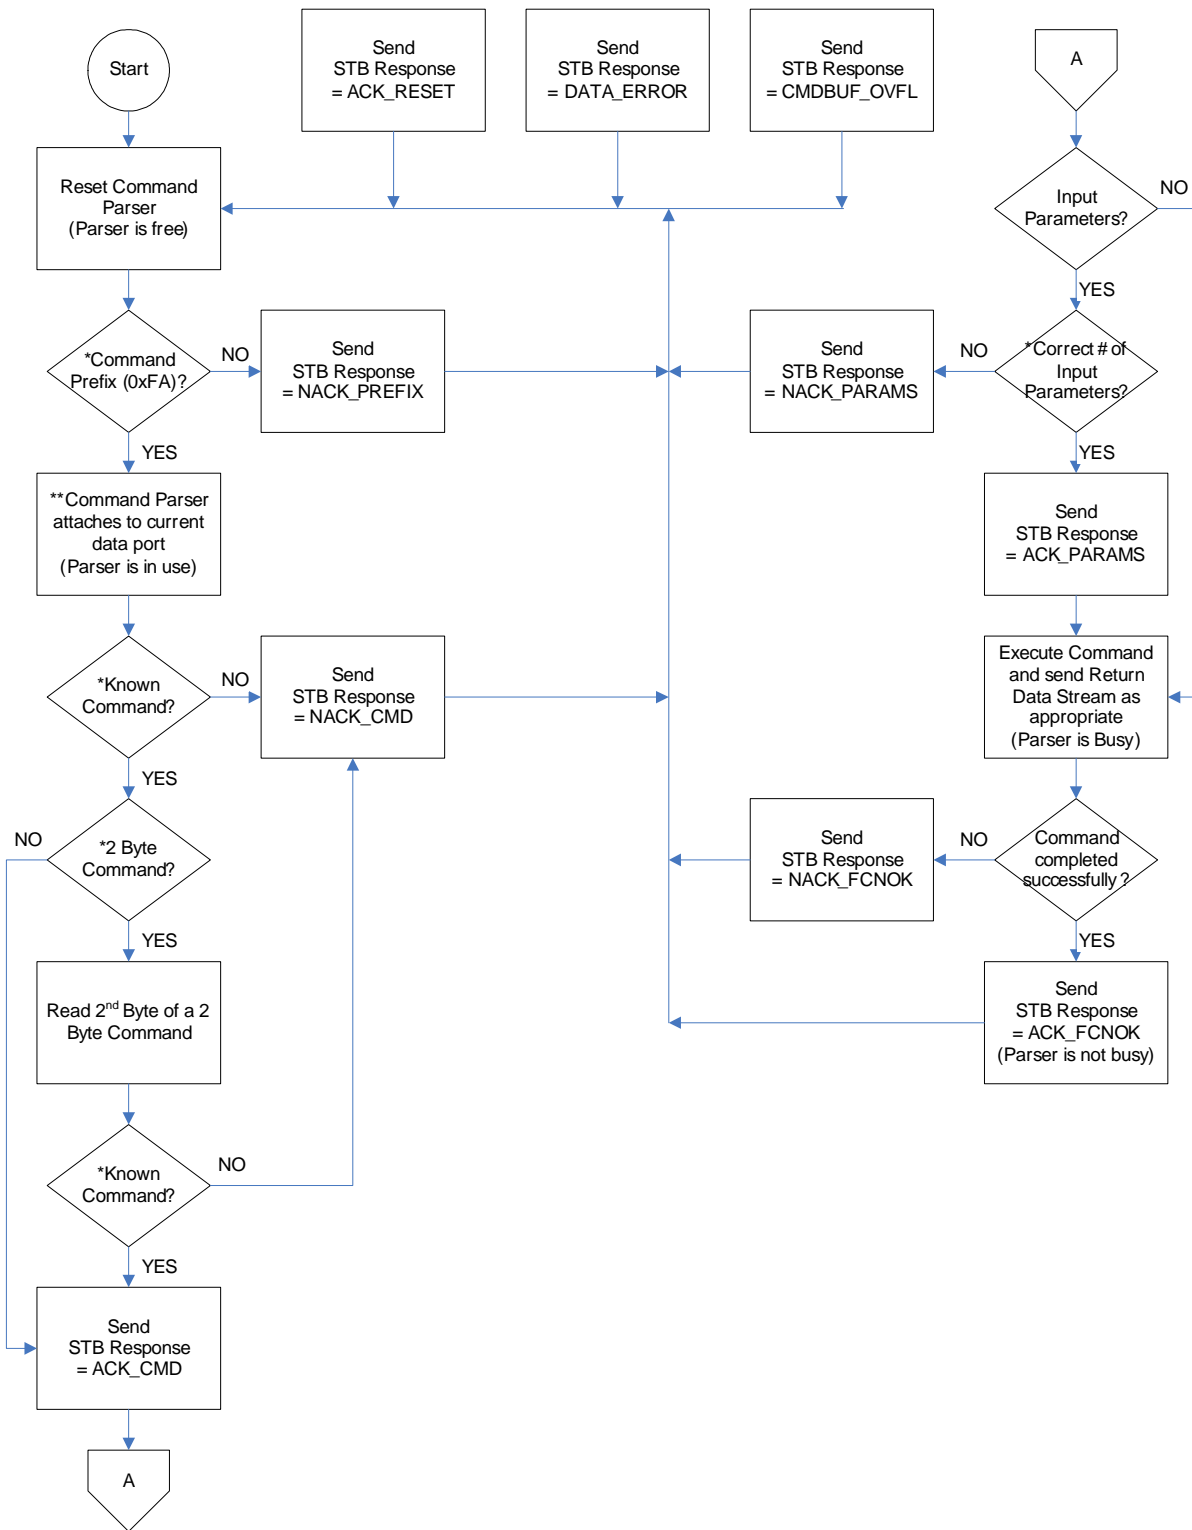 Start
Reset Command
Parser
(Parser is free)
*Command
Prefix (0xFA)?
NO
YES
Send
STB Response
= NACK_PREFIX
**Command Parser
attaches to current
data port
(Parser is in use)
*Known
Command?
NO
YES
Send
STB Response
= NACK_CMD
*2 Byte
Command?
NO
YES
Read 2nd Byte of a 2
Byte Command
*Known
Command?
NO
YES
Send
STB Response
= ACK_CMD
A
Send
STB Response
= ACK_RESET
Send
STB Response
= DATA_ERROR
Send
STB Response
= CMDBUF_OVFL
A
Input
Parameters?
NO
YES
*Correct # of
Input
Parameters?
NO
YES
Send
STB Response
= NACK_PARAMS
Send
STB Response
= ACK_PARAMS
Execute Command
and send Return
Data Stream as
appropriate
(Parser is Busy)
Command
completed
successfully?
NO
YES
Send
STB Response
= NACK_FCNOK
Send
STB Response
= ACK_FCNOK
(Parser is not busy)